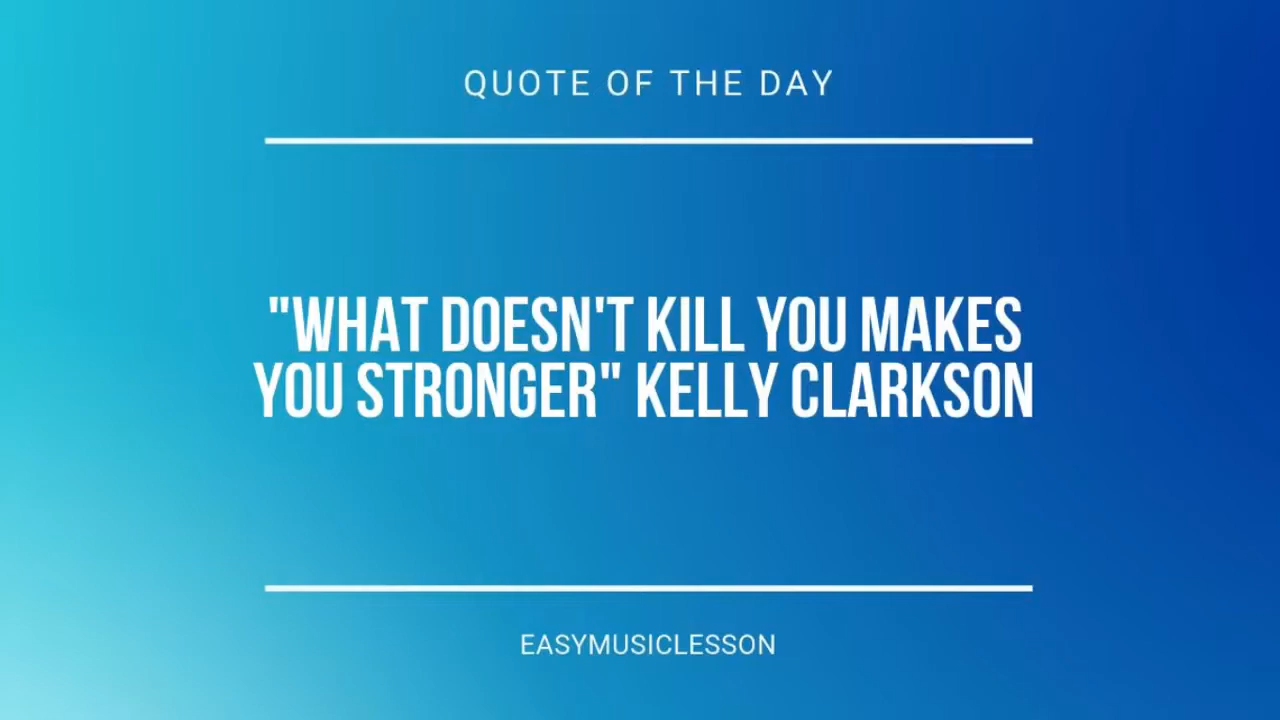 QUOTE OF THE DAY
"WHAT DOESN'T KILL YOU MAKES
YOU STRONGER" KELLY CLARKSON
EASYMUSICLESSON